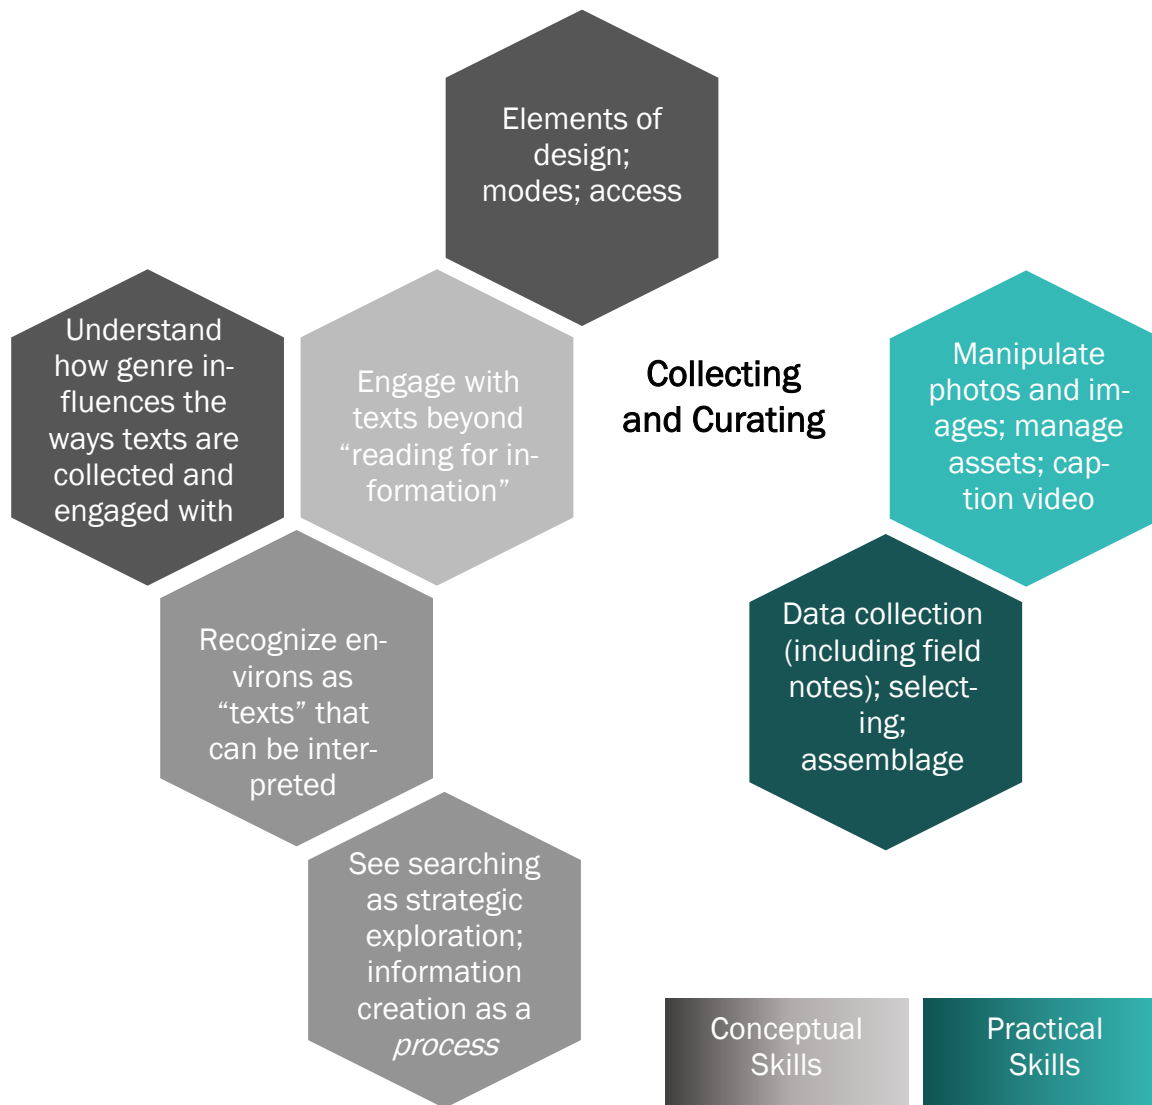 Elements of
design;
modes; access
Understand
how genre in-
fluences the
ways texts are
collected and
engaged with
Engage with
texts beyond
“reading for in-
formation”
Collecting
and Curating
Manipulate
photos and im-
ages; manage
assets; cap-
tion video
Recognize en-
virons as
“texts” that
can be inter-
preted
Data collection
(including field
notes); select-
ing;
assemblage
See searching
as strategic
exploration;
information
creation as a
process
Conceptual
Skills
Practical
Skills